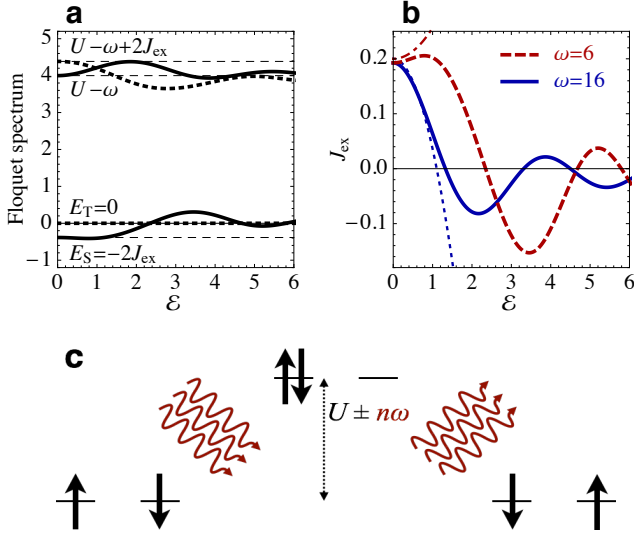 a
b
5
4
3
2
1
0
−1
Floquet spectrum
U−ω+2J_ex
U−ω
E_T=0
E_S=−2J_ex
0 1 2 3 4 5 6
ℰ
0.2
0.1
0.0
−0.1
J_ex
ω=6
ω=16
0 1 2 3 4 5 6
ℰ
c
U ± nω